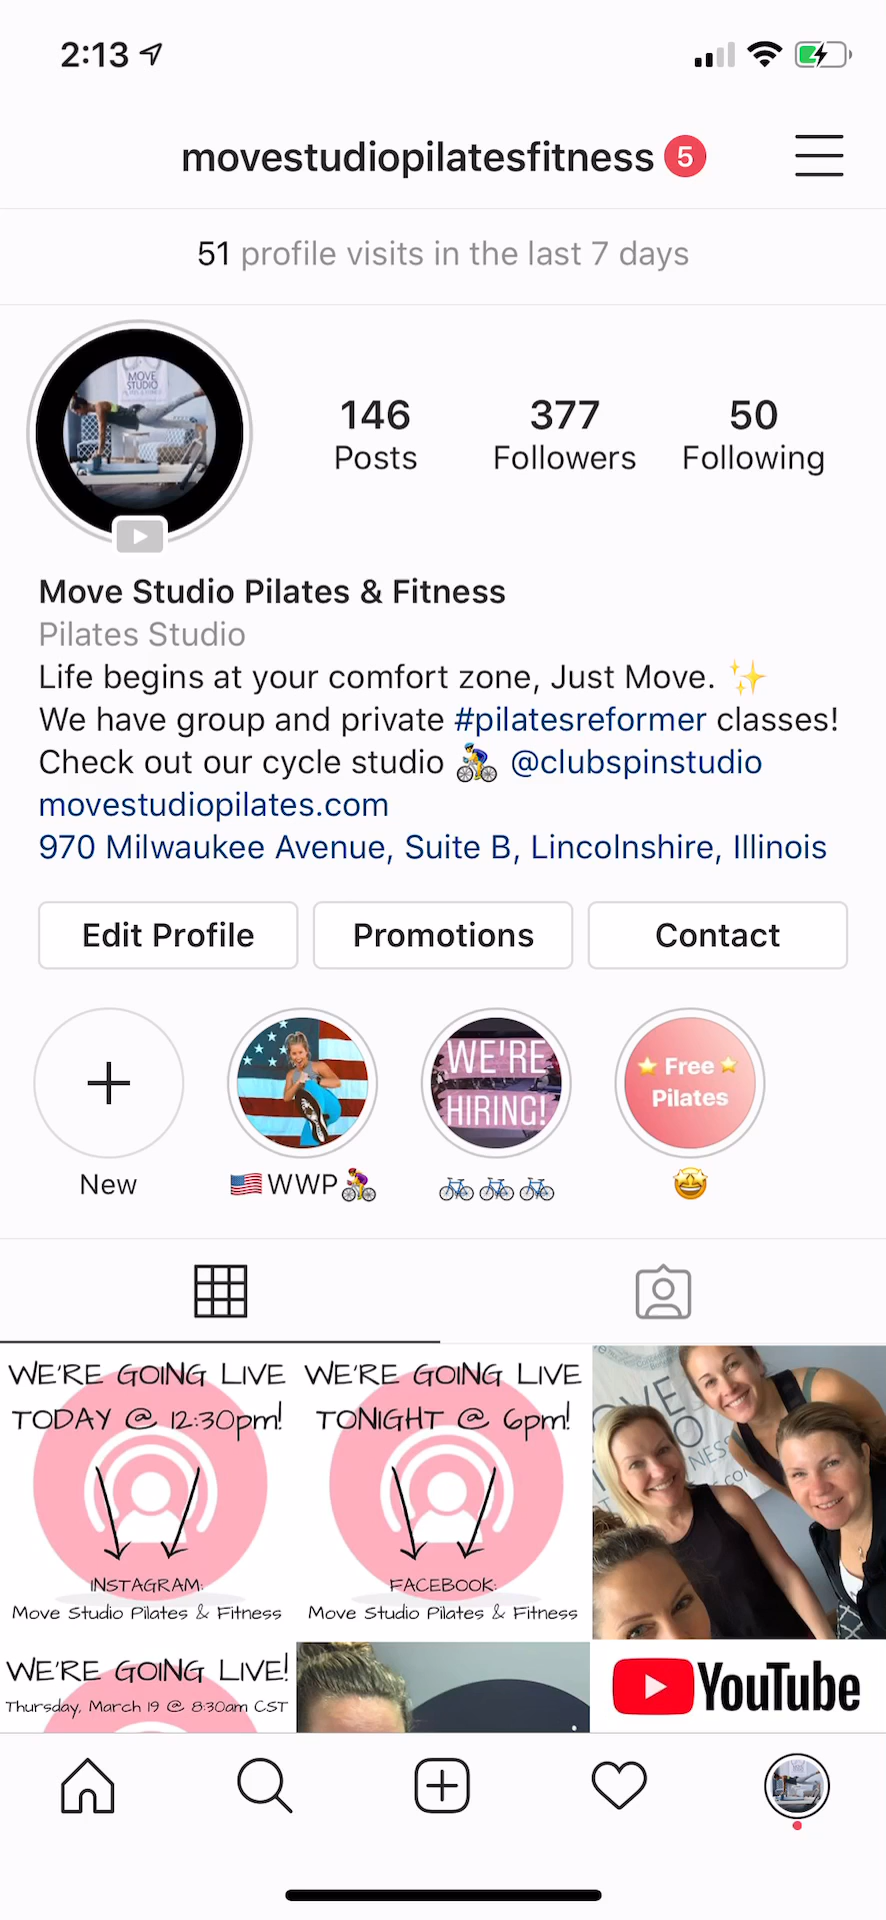 2:13
movestudiopilatesfitness 5
51 profile visits in the last 7 days
MOVE
STUDIO
146 377 50
Posts Followers Following
Move Studio Pilates & Fitness
Pilates Studio
Life begins at your comfort zone, Just Move. ✨
We have group and private #pilatesreformer classes!
Check out our cycle studio 🚴 @clubspinstudio
movestudiopilates.com
970 Milwaukee Avenue, Suite B, Lincolnshire, Illinois
Edit Profile Promotions Contact
WE'RE
HIRING!
⭐ Free ⭐
Pilates
New 🇺🇸WWP🚴‍♀️ 🚲🚲🚲 🤩
WE'RE GOING LIVE
TODAY @ 12:30pm!
INSTAGRAM:
Move Studio Pilates & Fitness
WE'RE GOING LIVE
TONIGHT @ 6pm!
FACEBOOK:
Move Studio Pilates & Fitness
WE'RE GOING LIVE!
Thursday, March 19 @ 8:30am CST
YouTube